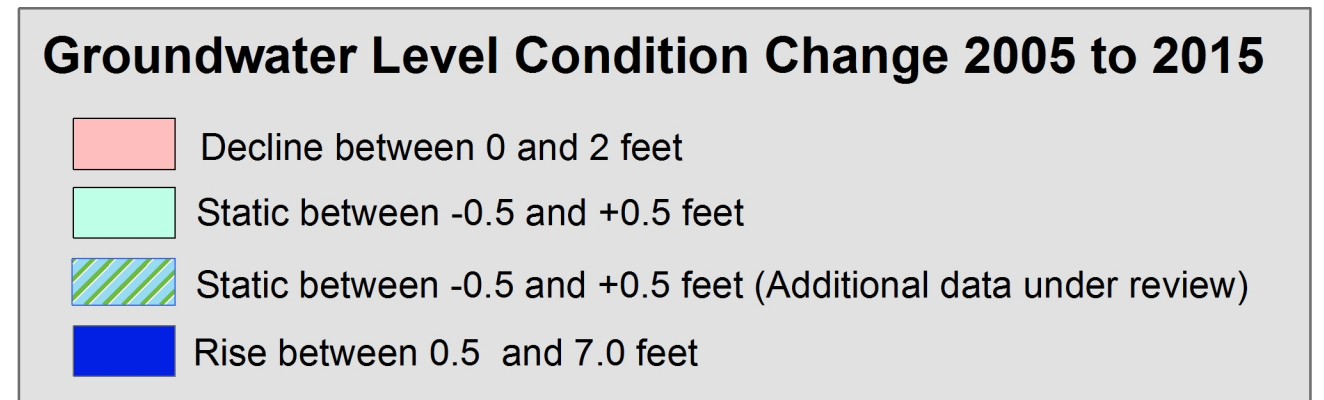 Groundwater Level Condition Change 2005 to 2015
Decline between 0 and 2 feet
Static between -0.5 and +0.5 feet
Static between -0.5 and +0.5 feet (Additional data under review)
Rise between 0.5  and 7.0 feet